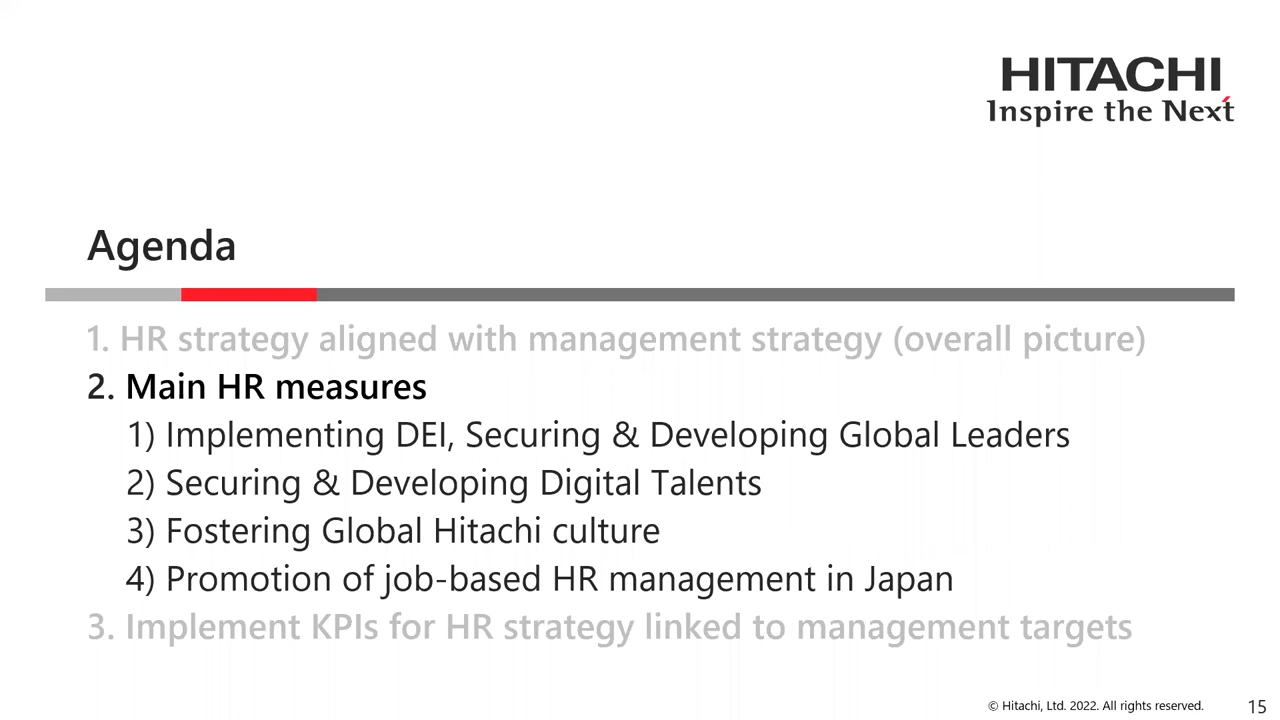 HITACHI
Inspire the Next
Agenda
1. HR strategy aligned with management strategy (overall picture)
2. Main HR measures
1) Implementing DEI, Securing & Developing Global Leaders
2) Securing & Developing Digital Talents
3) Fostering Global Hitachi culture
4) Promotion of job-based HR management in Japan
3. Implement KPIs for HR strategy linked to management targets
© Hitachi, Ltd. 2022. All rights reserved.
15